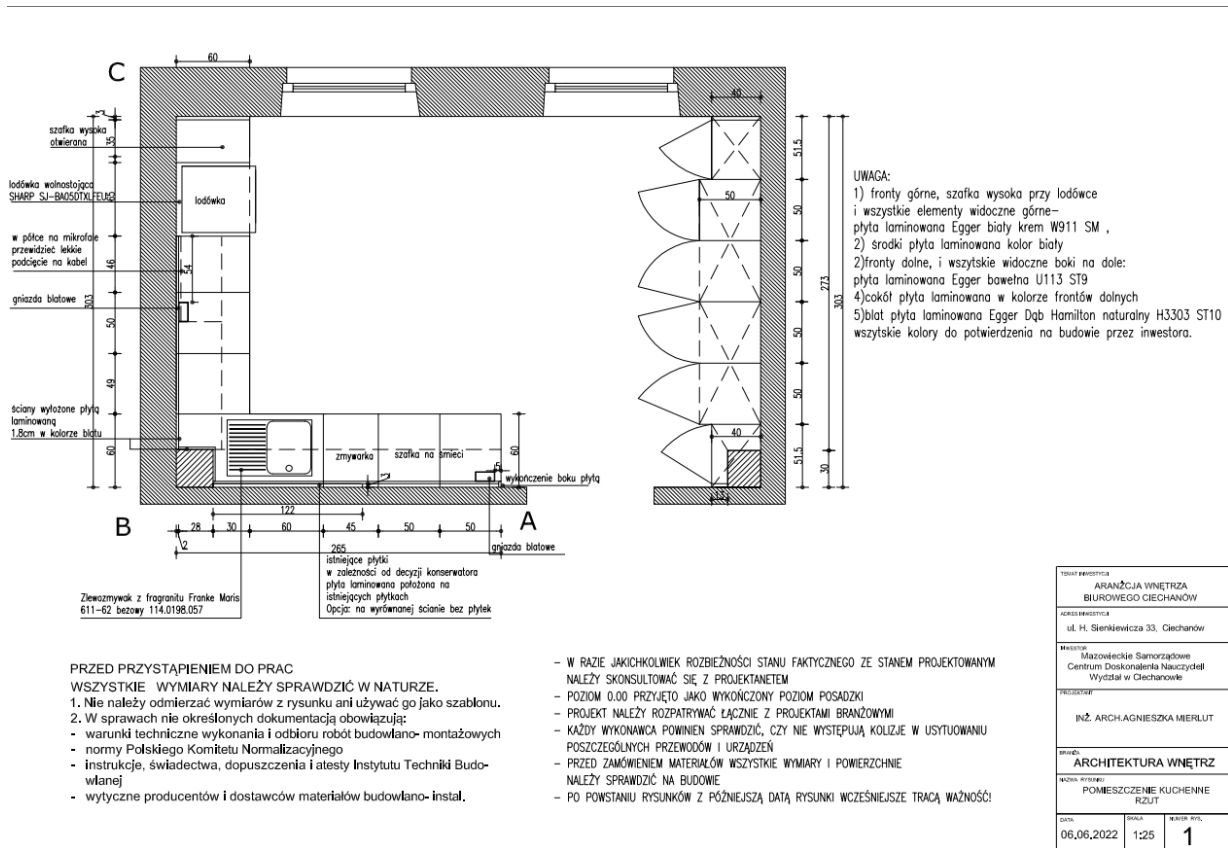 60
C
szafka wysoka
otwierana
3
35
lodówka wolnostojąca
SHARP SJ-BA05DTXLFEU
lodówka
w półce na mikrofale
przewidzieć lekkie
podcięcie na kabel
54
46
gniazda blatowe
303
50
49
ściany wyłożone płytą
laminowaną
1.8cm w kolorze blatu
60
zmywarka
szafka na śmieci
5
60
3
wykończenie boku płytą
122
B
A
28
30
60
45
50
50
2
265
gniazda blatowe
Zlewozmywak z fragranitu Franke Maris
611-62 beżowy 114.0198.057
istniejące płytki
w zależności od decyzji konserwatora
płyta laminowana położona na
istniejących płytkach
Opcja: na wyrównanej ścianie bez płytek
40
51.5
50
50
50
50
50
40
51.5
30
13
273
303
UWAGA:
1) fronty górne, szafka wysoka przy lodówce
i wszystkie elementy widoczne górne–
płyta laminowana Egger biały krem W911 SM ,
2) środki płyta laminowana kolor biały
2)fronty dolne, i wszytskie widoczne boki na dole:
płyta laminowana Egger bawełna U113 ST9
4)cokół płyta laminowana w kolorze frontów dolnych
5)blat płyta laminowana Egger Dąb Hamilton naturalny H3303 ST10
wszytskie kolory do potwierdzenia na budowie przez inwestora.
PRZED PRZYSTĄPIENIEM DO PRAC
WSZYSTKIE WYMIARY NALEŻY SPRAWDZIĆ W NATURZE.
1. Nie należy odmierzać wymiarów z rysunku ani używać go jako szablonu.
2. W sprawach nie określonych dokumentacją obowiązują:
- warunki techniczne wykonania i odbioru robót budowlano- montażowych
- normy Polskiego Komitetu Normalizacyjnego
- instrukcje, świadectwa, dopuszczenia i atesty Instytutu Techniki Budo-
wlanej
- wytyczne producentów i dostawców materiałów budowlano- instal.
– W RAZIE JAKICHKOLWIEK ROZBIEŻNOŚCI STANU FAKTYCZNEGO ZE STANEM PROJEKTOWANYM
NALEŻY SKONSULTOWAĆ SIĘ Z PROJEKTANETEM
– POZIOM 0.00 PRZYJĘTO JAKO WYKOŃCZONY POZIOM POSADZKI
– PROJEKT NALEŻY ROZPATRYWAĆ ŁĄCZNIE Z PROJEKTAMI BRANŻOWYMI
– KAŻDY WYKONAWCA POWINIEN SPRAWDZIĆ, CZY NIE WYSTĘPUJĄ KOLIZJE W USYTUOWANIU
POSZCZEGÓLNYCH PRZEWODÓW I URZĄDZEŃ
– PRZED ZAMÓWIENIEM MATERIAŁÓW WSZYSTKIE WYMIARY I POWIERZCHNIE
NALEŻY SPRAWDZIĆ NA BUDOWIE
– PO POWSTANIU RYSUNKÓW Z PÓŹNIEJSZĄ DATĄ RYSUNKI WCZEŚNIEJSZE TRACĄ WAŻNOŚĆ!
TEMAT INWESTYCJI
ARANŻCJA WNĘTRZA
BIUROWEGO CIECHANÓW
ADRES INWESTYCJI
ul. H. Sienkiewicza 33, Ciechanów
INWESTOR
Mazowieckie Samorządowe
Centrum Doskonalenia Nauczycieli
Wydział w Ciechanowie
PROJEKTANT
INŻ. ARCH.AGNIESZKA MIERLUT
BRANŻA
ARCHITEKTURA WNĘTRZ
NAZWA RYSUNKU
POMIESZCZENIE KUCHENNE
RZUT
DATA
SKALA
NUMER RYS.
06.06.2022
1:25
1